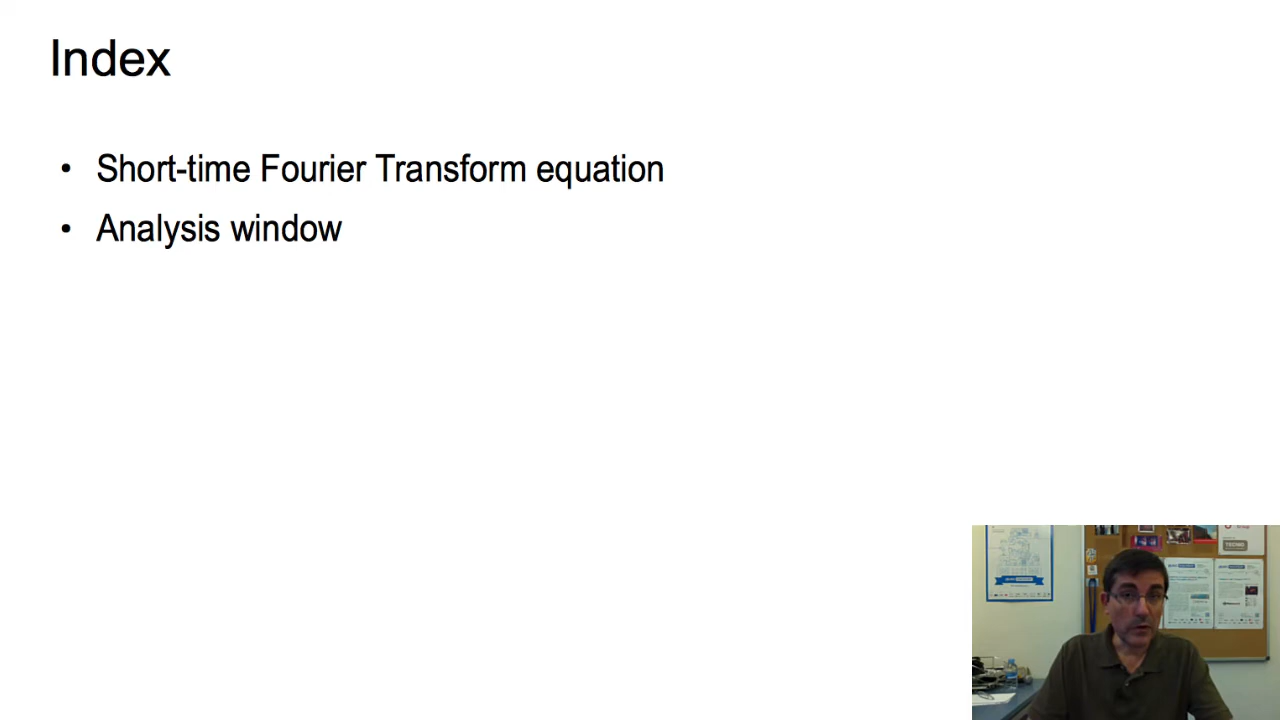 Index
• Short-time Fourier Transform equation
• Analysis window